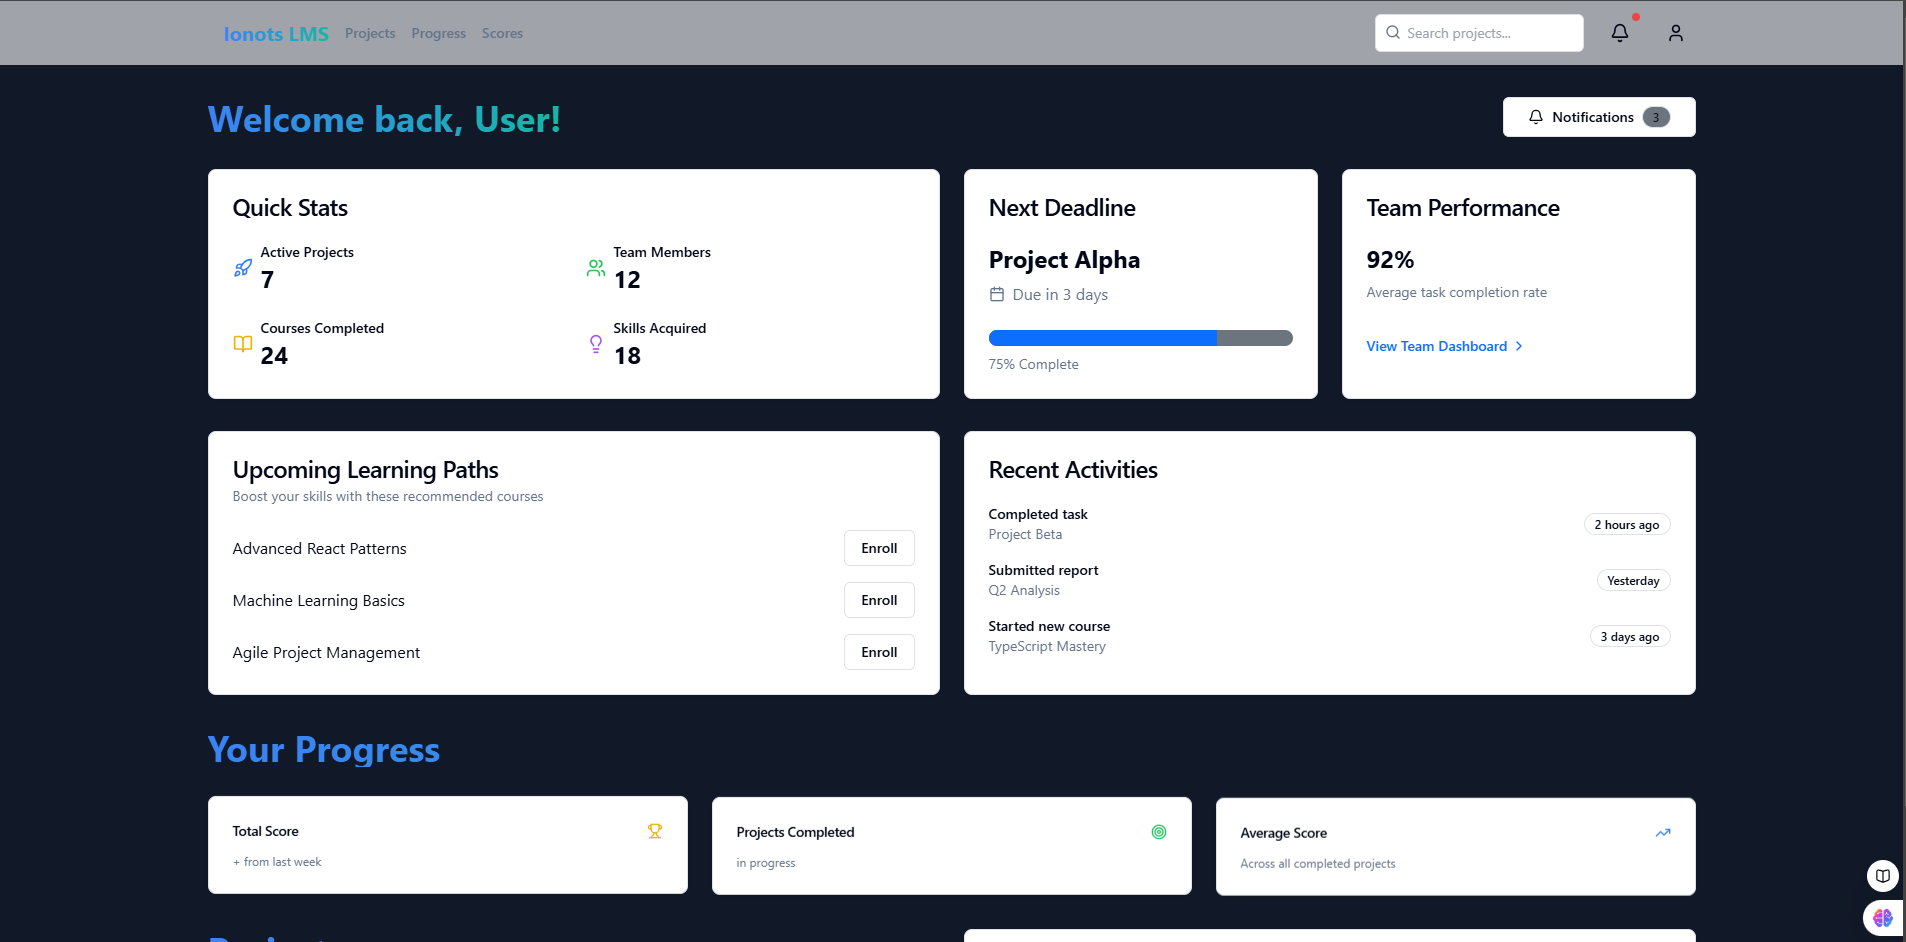 Ionots LMS Projects Progress Scores Search projects...
Welcome back, User!
Notifications 3
Quick Stats
Active Projects
7
Team Members
12
Courses Completed
24
Skills Acquired
18
Next Deadline
Project Alpha
Due in 3 days
75% Complete
Team Performance
92%
Average task completion rate
View Team Dashboard
Upcoming Learning Paths
Boost your skills with these recommended courses
Advanced React Patterns Enroll
Machine Learning Basics Enroll
Agile Project Management Enroll
Recent Activities
Completed task
Project Beta
2 hours ago
Submitted report
Q2 Analysis
Yesterday
Started new course
TypeScript Mastery
3 days ago
Your Progress
Total Score
+ from last week
Projects Completed
in progress
Average Score
Across all completed projects